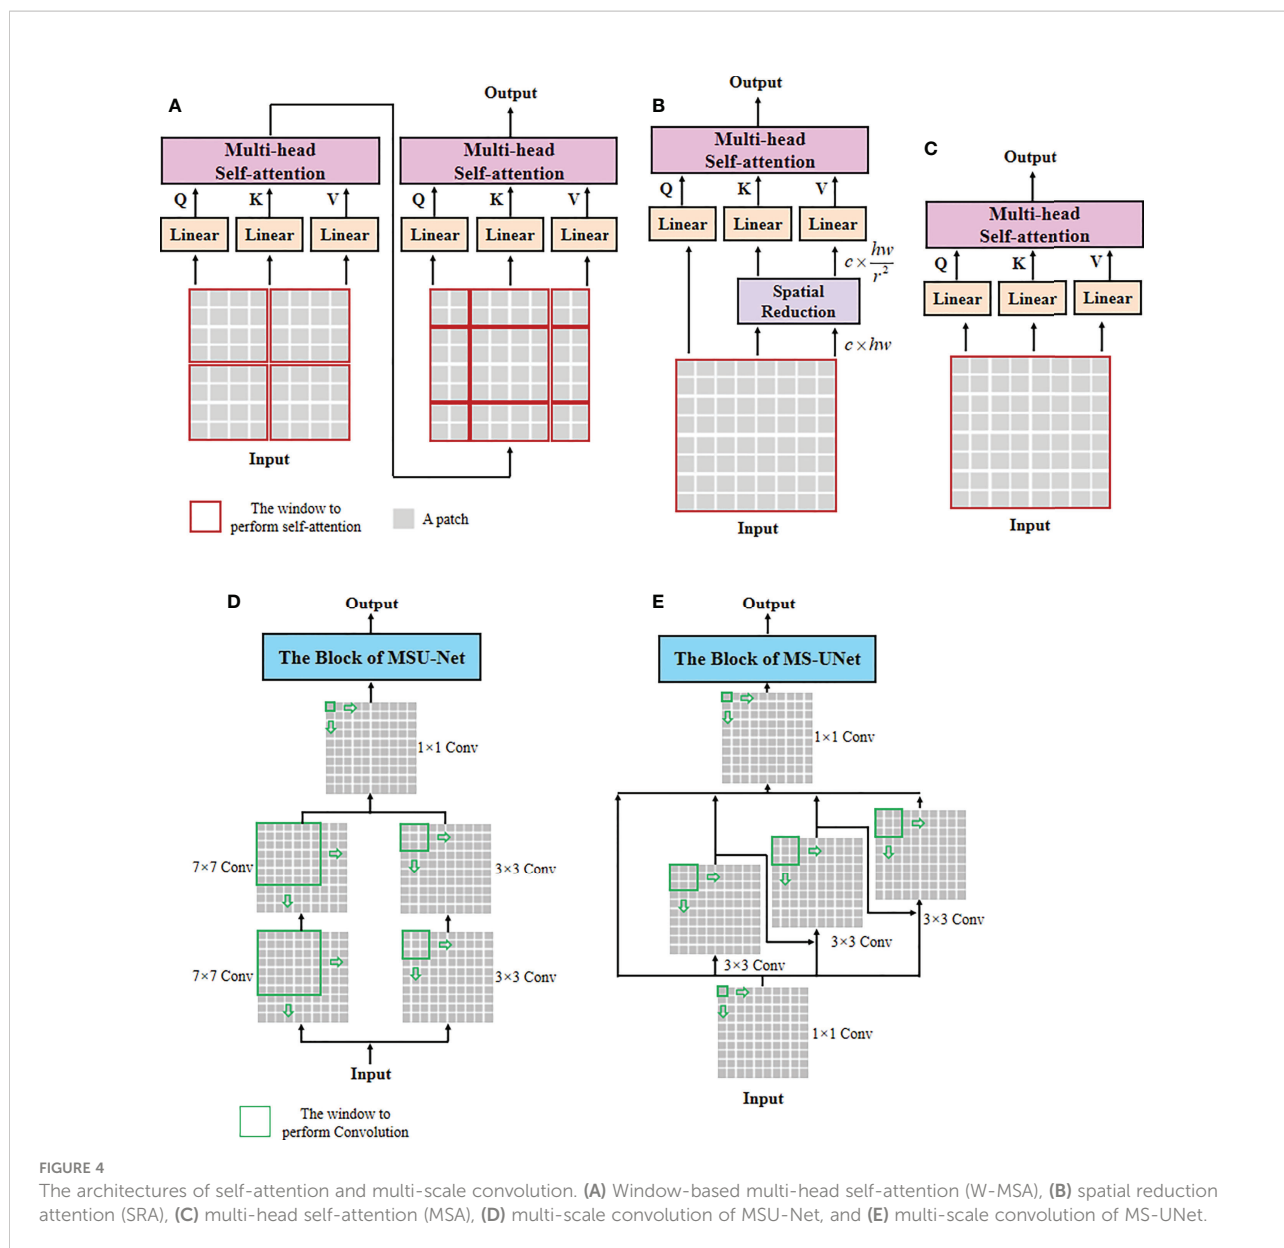 A
Output
Multi-head
Self-attention
Multi-head
Self-attention
Q
K
V
Q
K
V
Linear
Linear
Linear
Linear
Linear
Linear
Input
The window to
perform self-attention
A patch
B
Output
Multi-head
Self-attention
Q
K
V
Linear
Linear
Linear
c × hw/r²
Spatial
Reduction
c × hw
Input
C
Output
Multi-head
Self-attention
Q
K
V
Linear
Linear
Linear
Input
D
Output
The Block of MSU-Net
1×1 Conv
7×7 Conv
3×3 Conv
7×7 Conv
3×3 Conv
Input
The window to
perform Convolution
E
Output
The Block of MS-UNet
1×1 Conv
3×3 Conv
3×3 Conv
3×3 Conv
1×1 Conv
Input
FIGURE 4
The architectures of self-attention and multi-scale convolution. (A) Window-based multi-head self-attention (W-MSA), (B) spatial reduction
attention (SRA), (C) multi-head self-attention (MSA), (D) multi-scale convolution of MSU-Net, and (E) multi-scale convolution of MS-UNet.